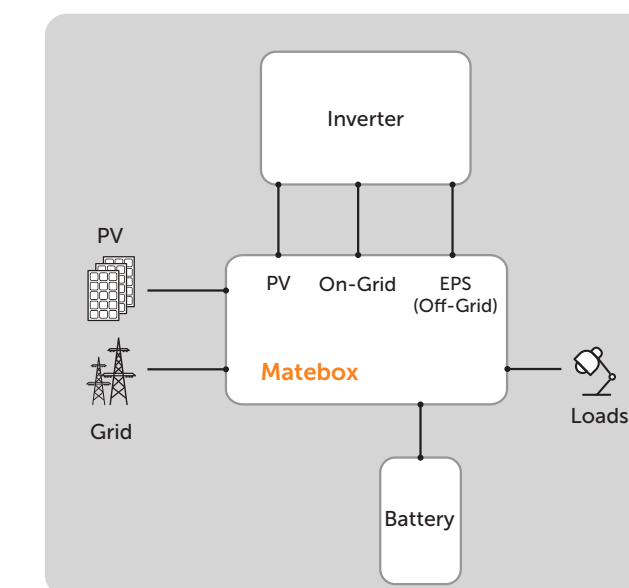 Inverter
PV
PV
On-Grid
EPS
(Off-Grid)
Matebox
Grid
Loads
Battery